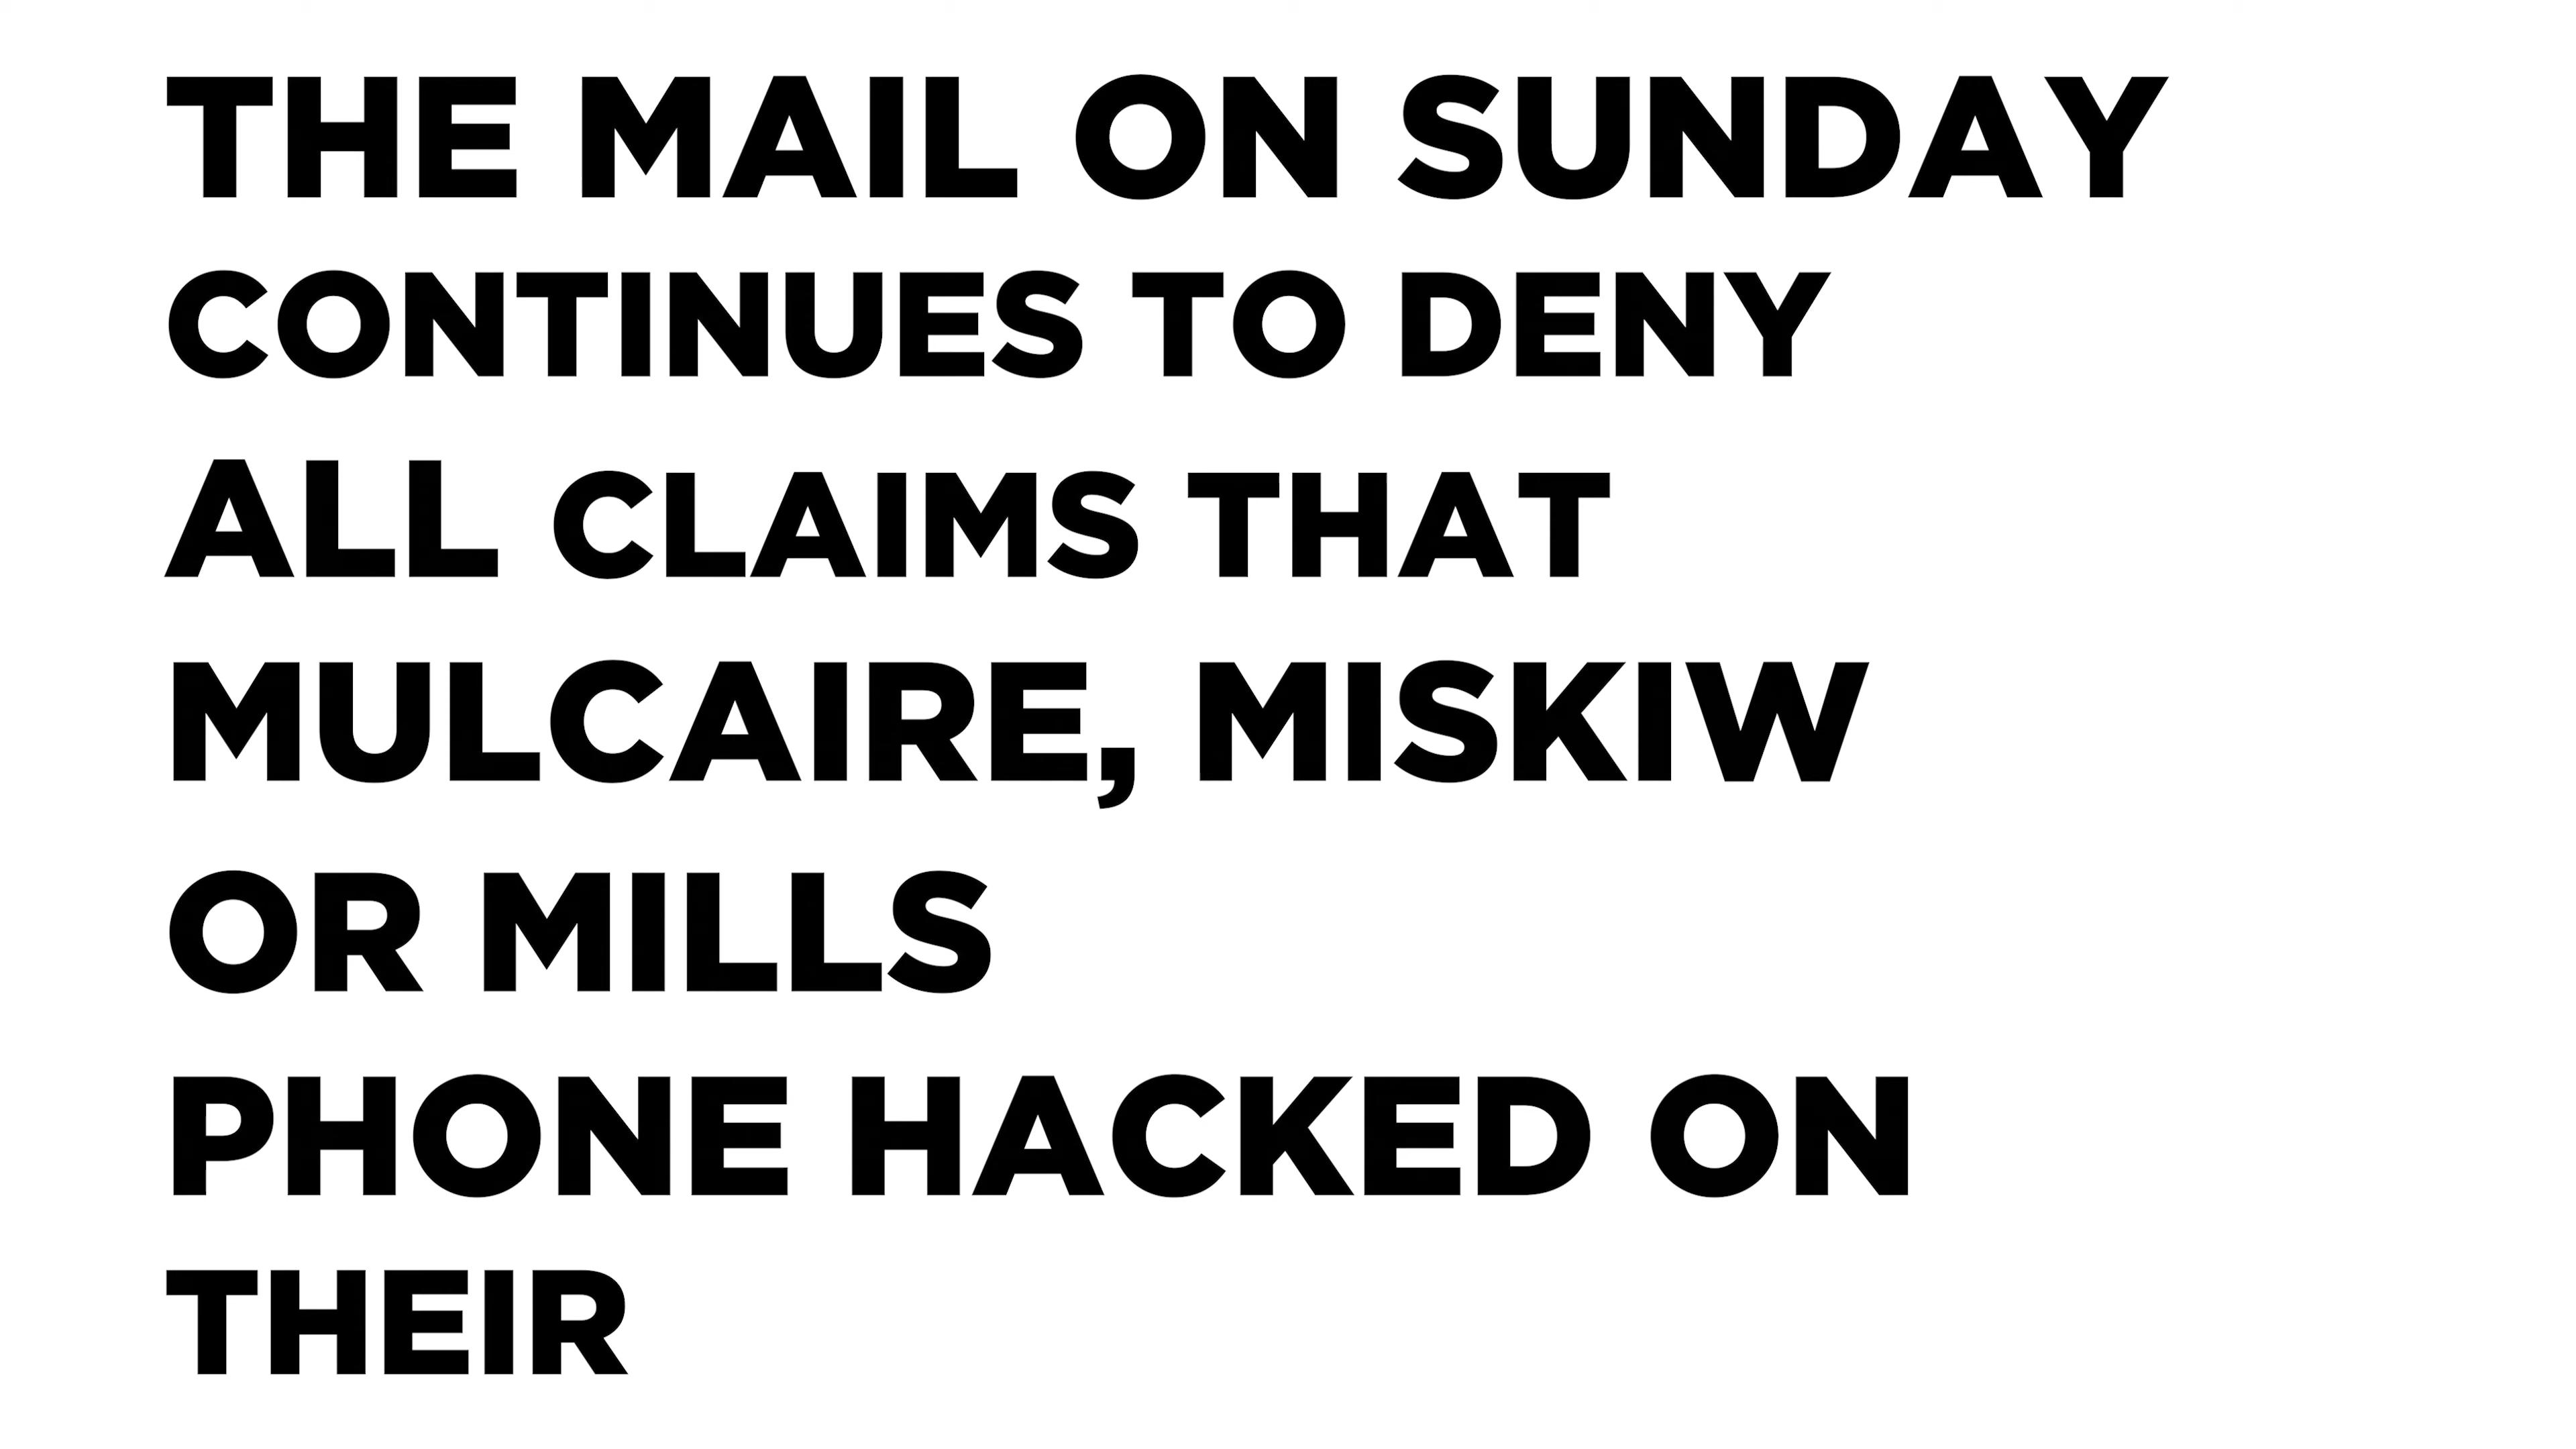 THE MAIL ON SUNDAY
CONTINUES TO DENY
ALL CLAIMS THAT
MULCAIRE, MISKIW
OR MILLS
PHONE HACKED ON
THEIR